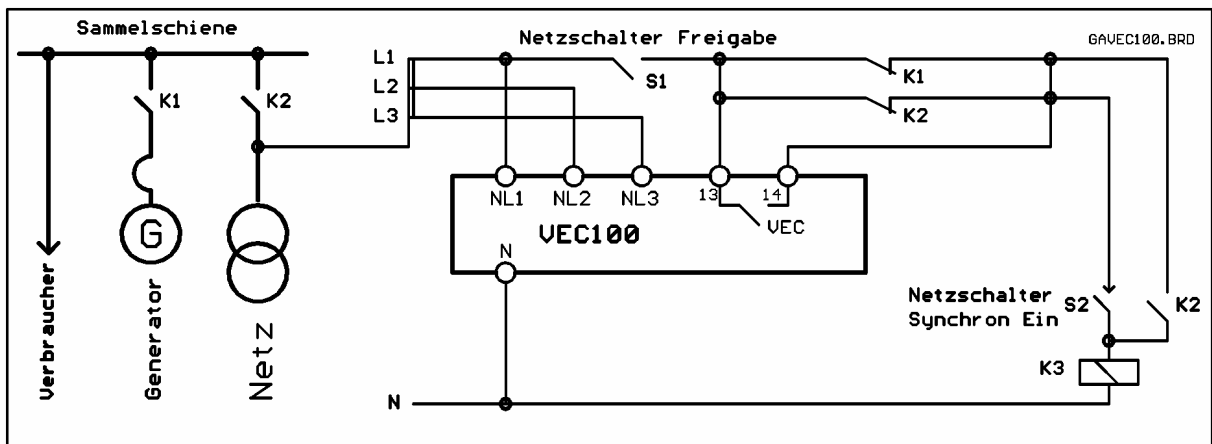 Sammelschiene
Netzschalter Freigabe
GAVEC100.BRD
L1
L2
L3
S1
K1
K2
K1
K2
NL1
NL2
NL3
13
14
VEC
VEC100
N
G
Verbraucher
Generator
Netz
Netzschalter
Synchron Ein
S2
K2
K3
N